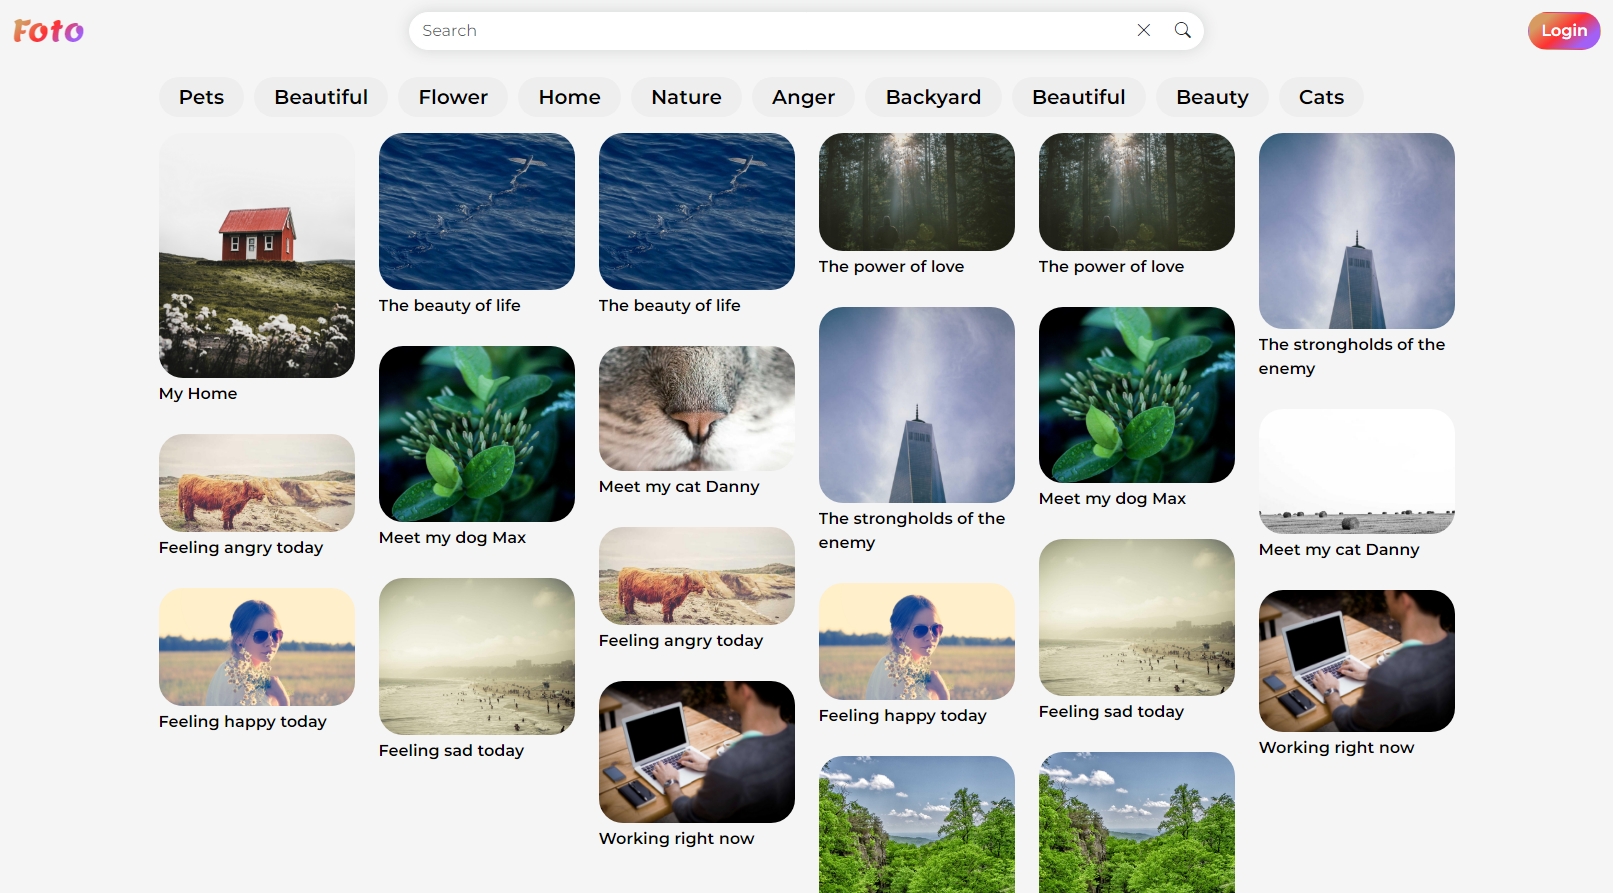 Foto
Search
Login
Pets
Beautiful
Flower
Home
Nature
Anger
Backyard
Beautiful
Beauty
Cats
My Home
Feeling angry today
Feeling happy today
The beauty of life
Meet my dog Max
Feeling sad today
The beauty of life
Meet my cat Danny
Feeling angry today
Working right now
The power of love
The strongholds of the
enemy
Feeling happy today
The power of love
Meet my dog Max
Feeling sad today
The strongholds of the
enemy
Meet my cat Danny
Working right now